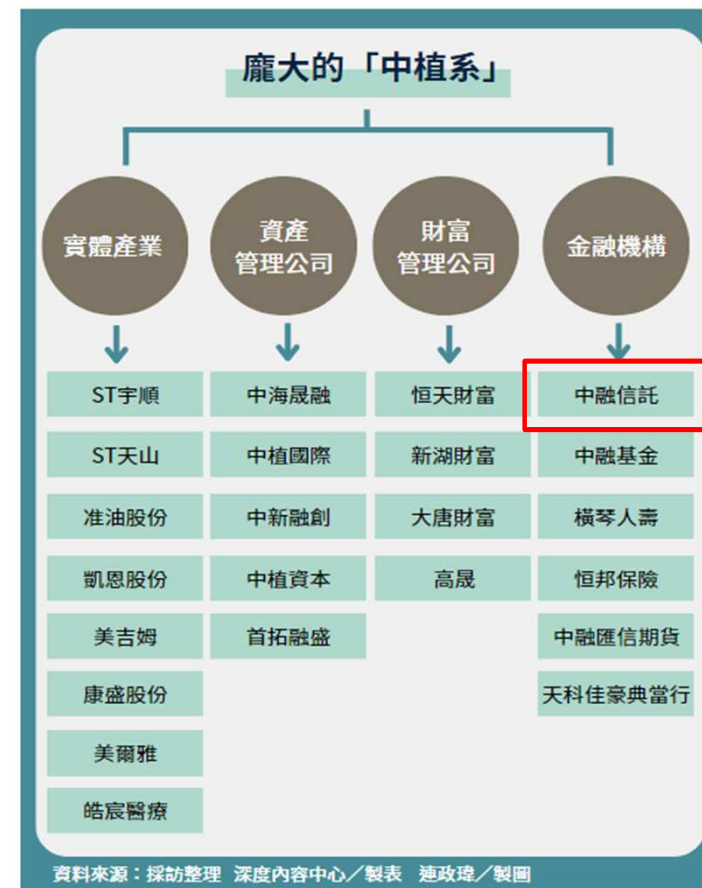 龐大的「中植系」
實體產業
資產
管理公司
財富
管理公司
金融機構
ST宇順
中海晟融
恒天財富
中融信託
ST天山
中植國際
新湖財富
中融基金
准油股份
中新融創
大唐財富
橫琴人壽
凱恩股份
中植資本
高晟
恒邦保險
美吉姆
首拓融盛
中融匯信期貨
康盛股份
天科佳豪典當行
美爾雅
皓宸醫療
資料來源：採訪整理 深度內容中心／製表 連政瑋／製圖